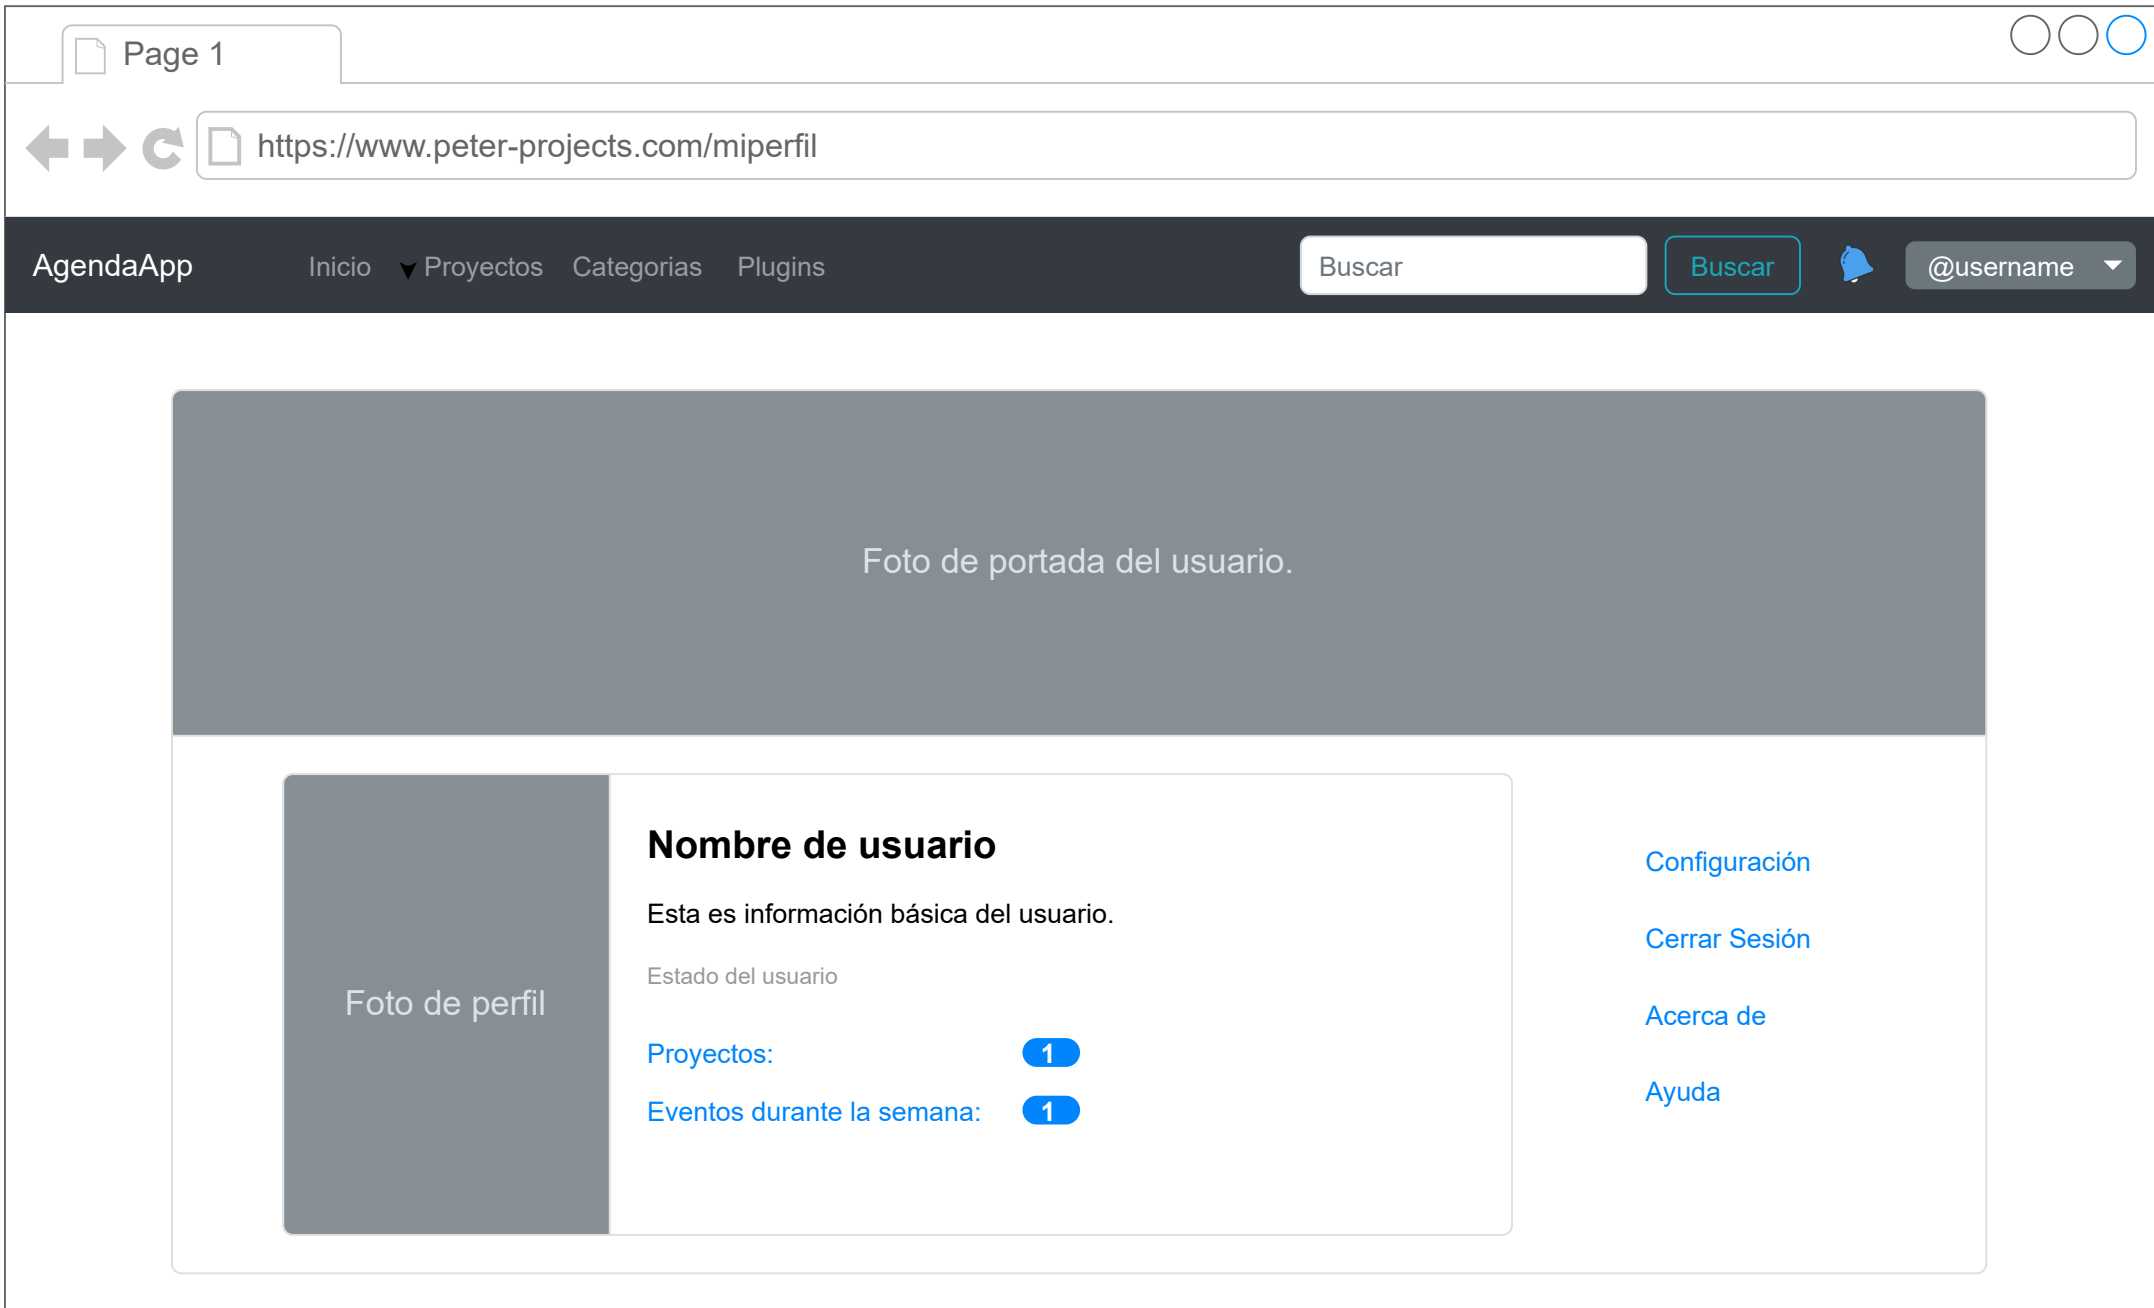 Page 1
https://www.peter-projects.com/miperfil
AgendaApp Inicio Proyectos Categorias Plugins Buscar Buscar @username
Foto de portada del usuario.
Nombre de usuario
Esta es información básica del usuario.
Estado del usuario
Foto de perfil
Proyectos: 1
Eventos durante la semana: 1
Configuración
Cerrar Sesión
Acerca de
Ayuda